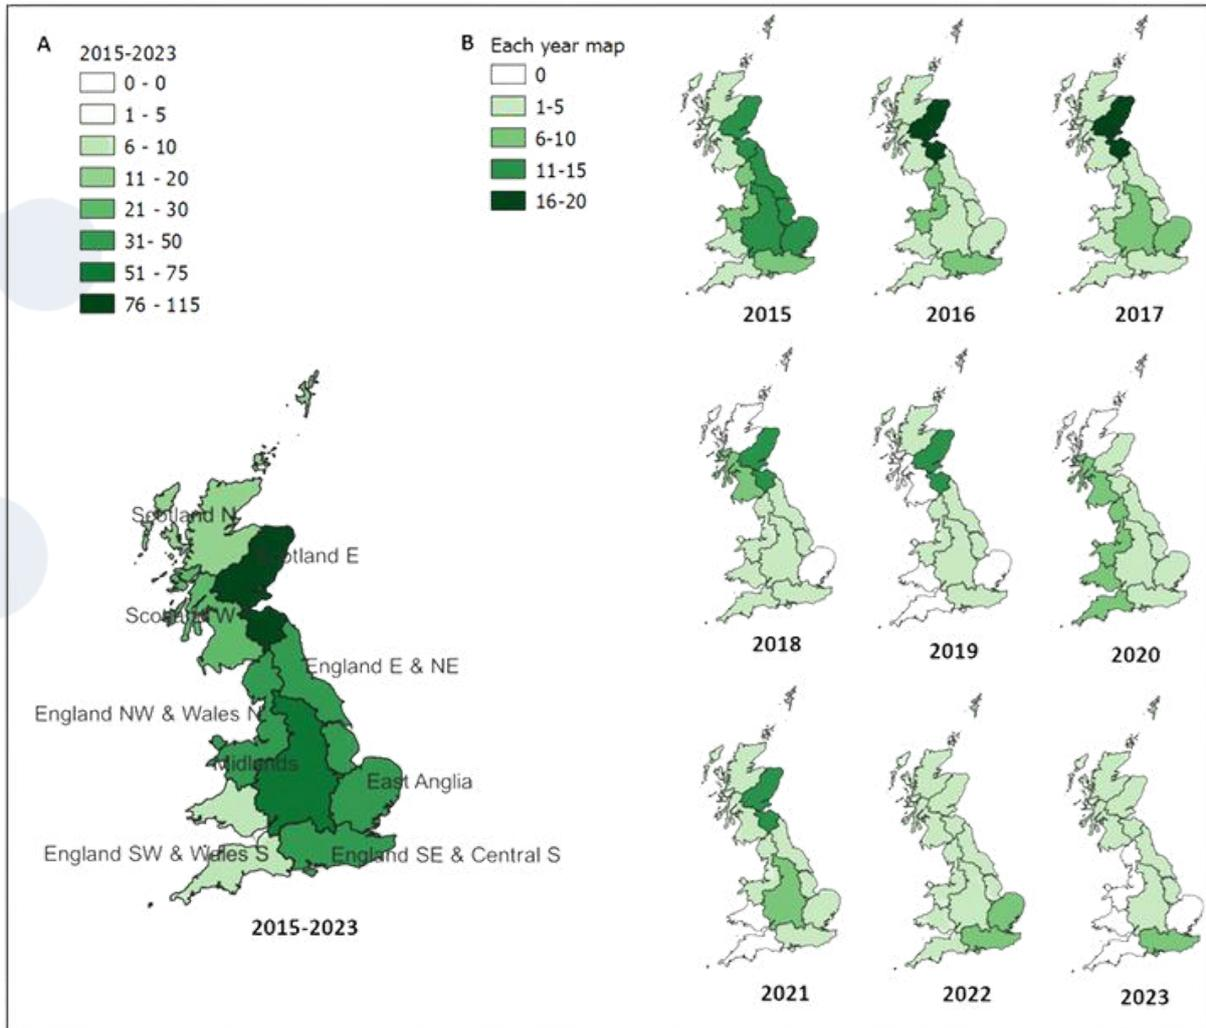 A
2015-2023
0 - 0
1 - 5
6 - 10
11 - 20
21 - 30
31- 50
51 - 75
76 - 115
B
Each year map
0
1-5
6-10
11-15
16-20
2015
2016
2017
Scotland N
Scotland E
Scotland W
England E & NE
England NW & Wales N
Midlands
East Anglia
England SW & Wales S
England SE & Central S
2015-2023
2018
2019
2020
2021
2022
2023